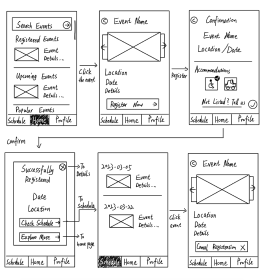 Search Events
Registered Events
Event
Details...
Upcoming Events
Event
Details...
Popular Events
Schedule Home Profile
Click
the event
Event Name
Location
Date
Details
Register Now →
Schedule Home Profile
Register
Confirmation
Event Name
Location/Date
Accommodations
Not Listed? Tell us
Schedule Home Profile
confirm
Successfully
Registered
Date
Location
Check Schedule →
Explore More →
Schedule Home Profile
To
Details
To
Schedule
To
home page
2023-03-05
Event
Details...
2023-03-22
Event
Details...
Schedule Home Profile
Click
event
Event Name
Location
Date
Details
Cancel Registration X
Schedule Home Profile